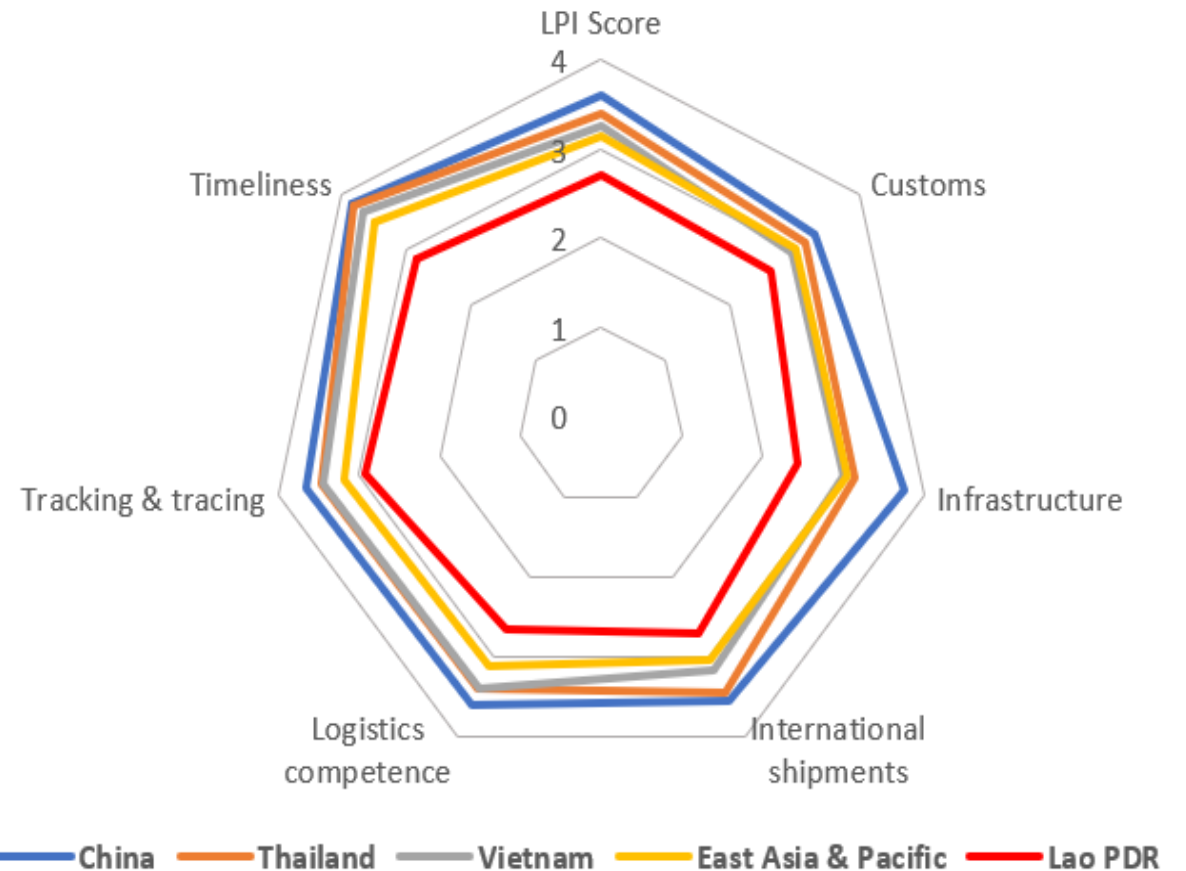 LPI Score
4
3
2
1
0
Customs
Infrastructure
International
shipments
Logistics
competence
Tracking & tracing
Timeliness
China Thailand Vietnam East Asia & Pacific Lao PDR